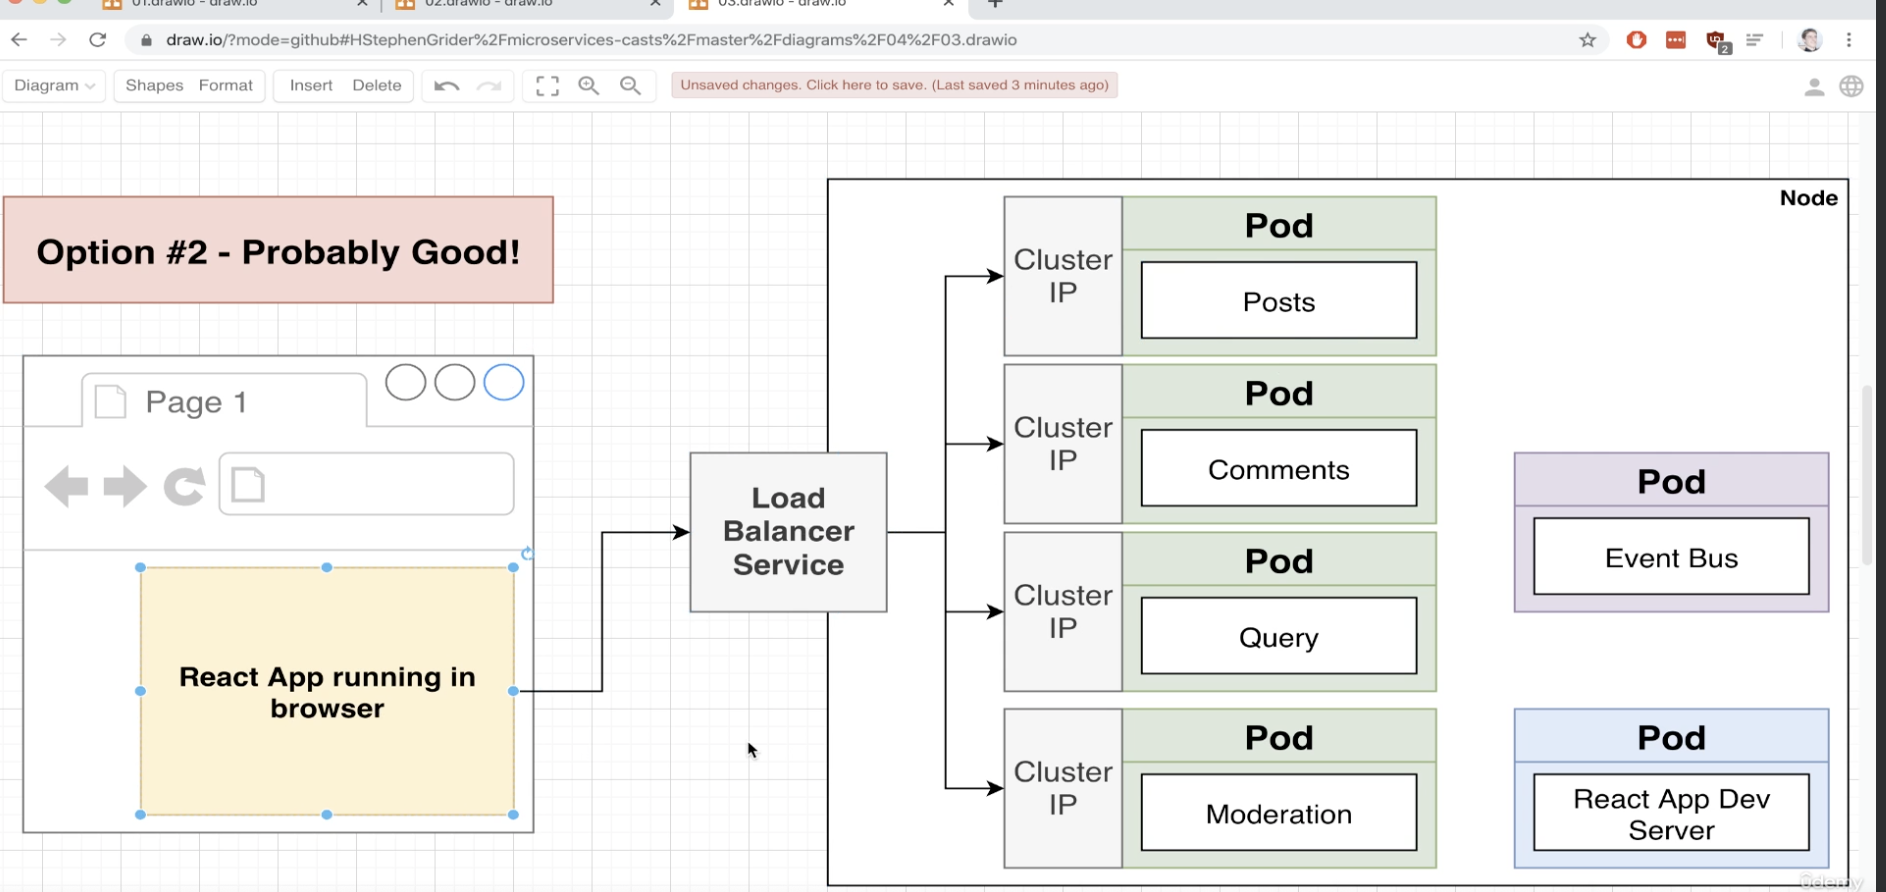 01.drawio - draw.io
02.drawio - draw.io
03.drawio - draw.io
draw.io/?mode=github#HStephenGrider%2Fmicroservices-casts%2Fmaster%2Fdiagrams%2F04%2F03.drawio
2
Diagram
Shapes
Format
Insert
Delete
Unsaved changes. Click here to save. (Last saved 3 minutes ago)
Option #2 - Probably Good!
Page 1
React App running in
browser
Load
Balancer
Service
Node
Cluster
IP
Pod
Posts
Cluster
IP
Pod
Comments
Cluster
IP
Pod
Query
Cluster
IP
Pod
Moderation
Pod
Event Bus
Pod
React App Dev
Server
ûdemy